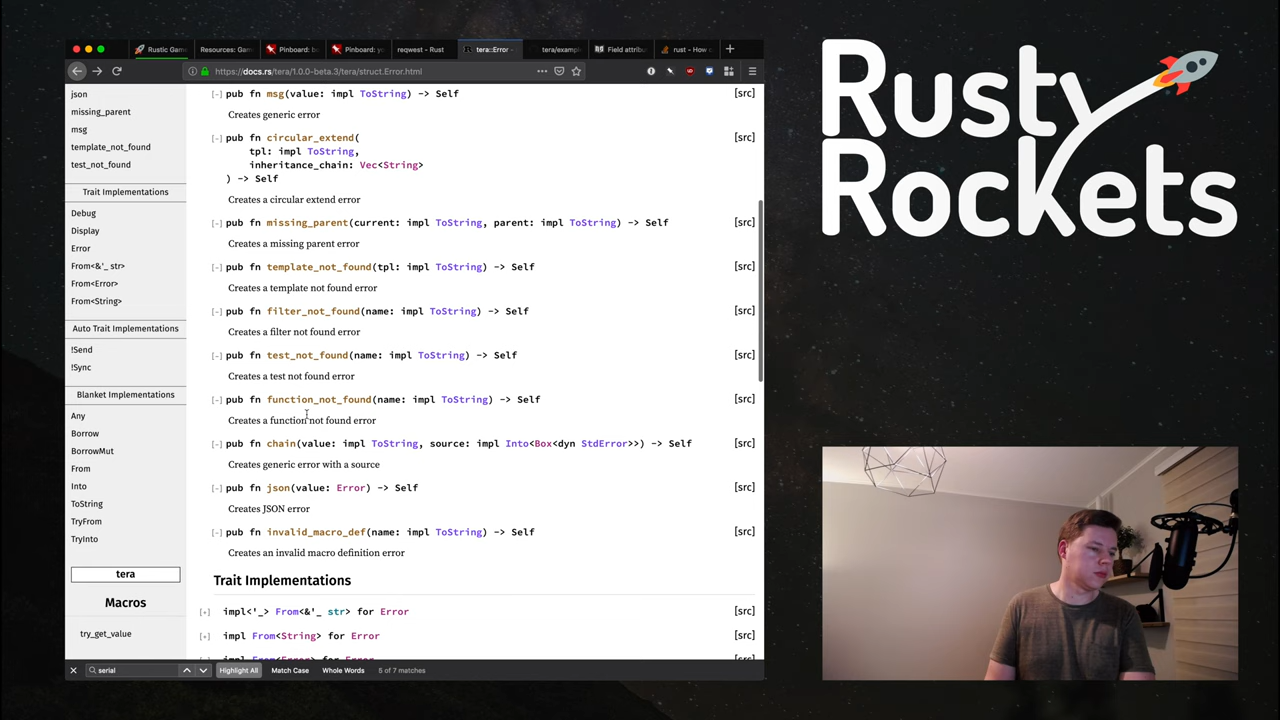 Rustic Gam
Resources: Gam
Pinboard: bo
Pinboard: yo
reqwest - Rust
tera::Error -
tera/exampl
Field attribu
rust - How c
https://docs.rs/tera/1.0.0-beta.3/tera/struct.Error.html
json
missing_parent
msg
template_not_found
test_not_found
Trait Implementations
Debug
Display
Error
From<&'_ str>
From<Error>
From<String>
Auto Trait Implementations
!Send
!Sync
Blanket Implementations
Any
Borrow
BorrowMut
From
Into
ToString
TryFrom
TryInto
tera
Macros
try_get_value
[-] pub fn msg(value: impl ToString) -> Self [src]
Creates generic error
[-] pub fn circular_extend( [src]
tpl: impl ToString,
inheritance_chain: Vec<String>
) -> Self
Creates a circular extend error
[-] pub fn missing_parent(current: impl ToString, parent: impl ToString) -> Self [src]
Creates a missing parent error
[-] pub fn template_not_found(tpl: impl ToString) -> Self [src]
Creates a template not found error
[-] pub fn filter_not_found(name: impl ToString) -> Self [src]
Creates a filter not found error
[-] pub fn test_not_found(name: impl ToString) -> Self [src]
Creates a test not found error
[-] pub fn function_not_found(name: impl ToString) -> Self [src]
Creates a function not found error
[-] pub fn chain(value: impl ToString, source: impl Into<Box<dyn StdError>>) -> Self [src]
Creates generic error with a source
[-] pub fn json(value: Error) -> Self [src]
Creates JSON error
[-] pub fn invalid_macro_def(name: impl ToString) -> Self [src]
Creates an invalid macro definition error
Trait Implementations
[+] impl<'_> From<&'_ str> for Error [src]
[+] impl From<String> for Error [src]
[+] impl From<Error> for Error [src]
serial
Highlight All
Match Case
Whole Words
5 of 7 matches
Rusty
Rockets